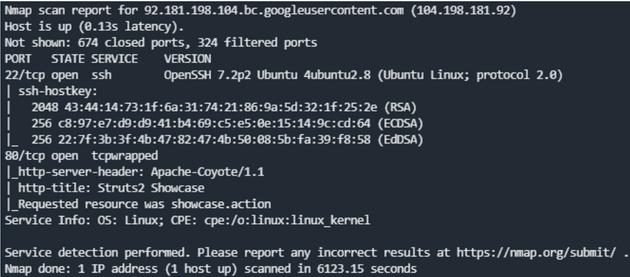 Nmap scan report for 92.181.198.104.bc.googleusercontent.com (104.198.181.92)
Host is up (0.13s latency).
Not shown: 674 closed ports, 324 filtered ports
PORT   STATE SERVICE    VERSION
22/tcp open  ssh        OpenSSH 7.2p2 Ubuntu 4ubuntu2.8 (Ubuntu Linux; protocol 2.0)
| ssh-hostkey:
|   2048 43:44:14:73:1f:6a:31:74:21:86:9a:5d:32:1f:25:2e (RSA)
|   256 c8:97:e7:d9:d9:41:b4:69:c5:e5:0e:15:14:9c:cd:64 (ECDSA)
|_  256 22:7f:3b:3f:4b:47:82:47:4b:50:08:5b:fa:39:f8:58 (EdDSA)
80/tcp open  tcpwrapped
|_http-server-header: Apache-Coyote/1.1
| http-title: Struts2 Showcase
|_Requested resource was showcase.action
Service Info: OS: Linux; CPE: cpe:/o:linux:linux_kernel

Service detection performed. Please report any incorrect results at https://nmap.org/submit/ .
Nmap done: 1 IP address (1 host up) scanned in 6123.15 seconds